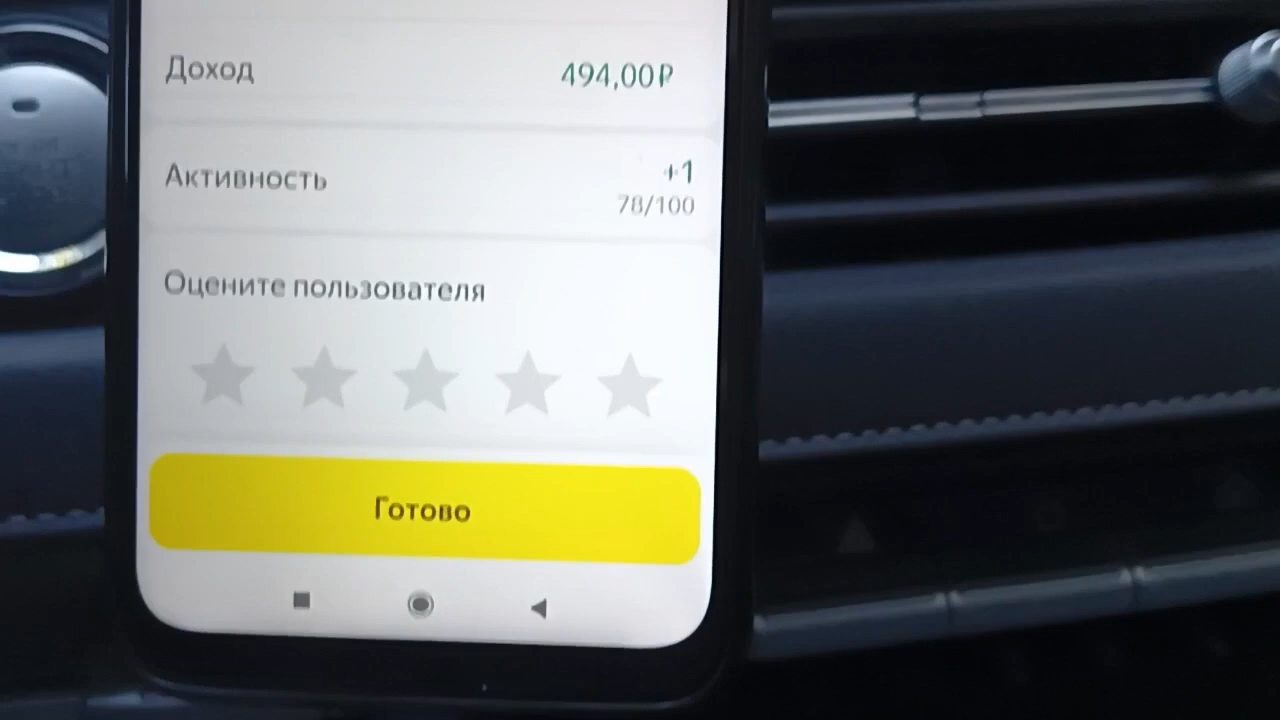 Доход
494,00₽
Активность
+1
78/100
Оцените пользователя
Готово